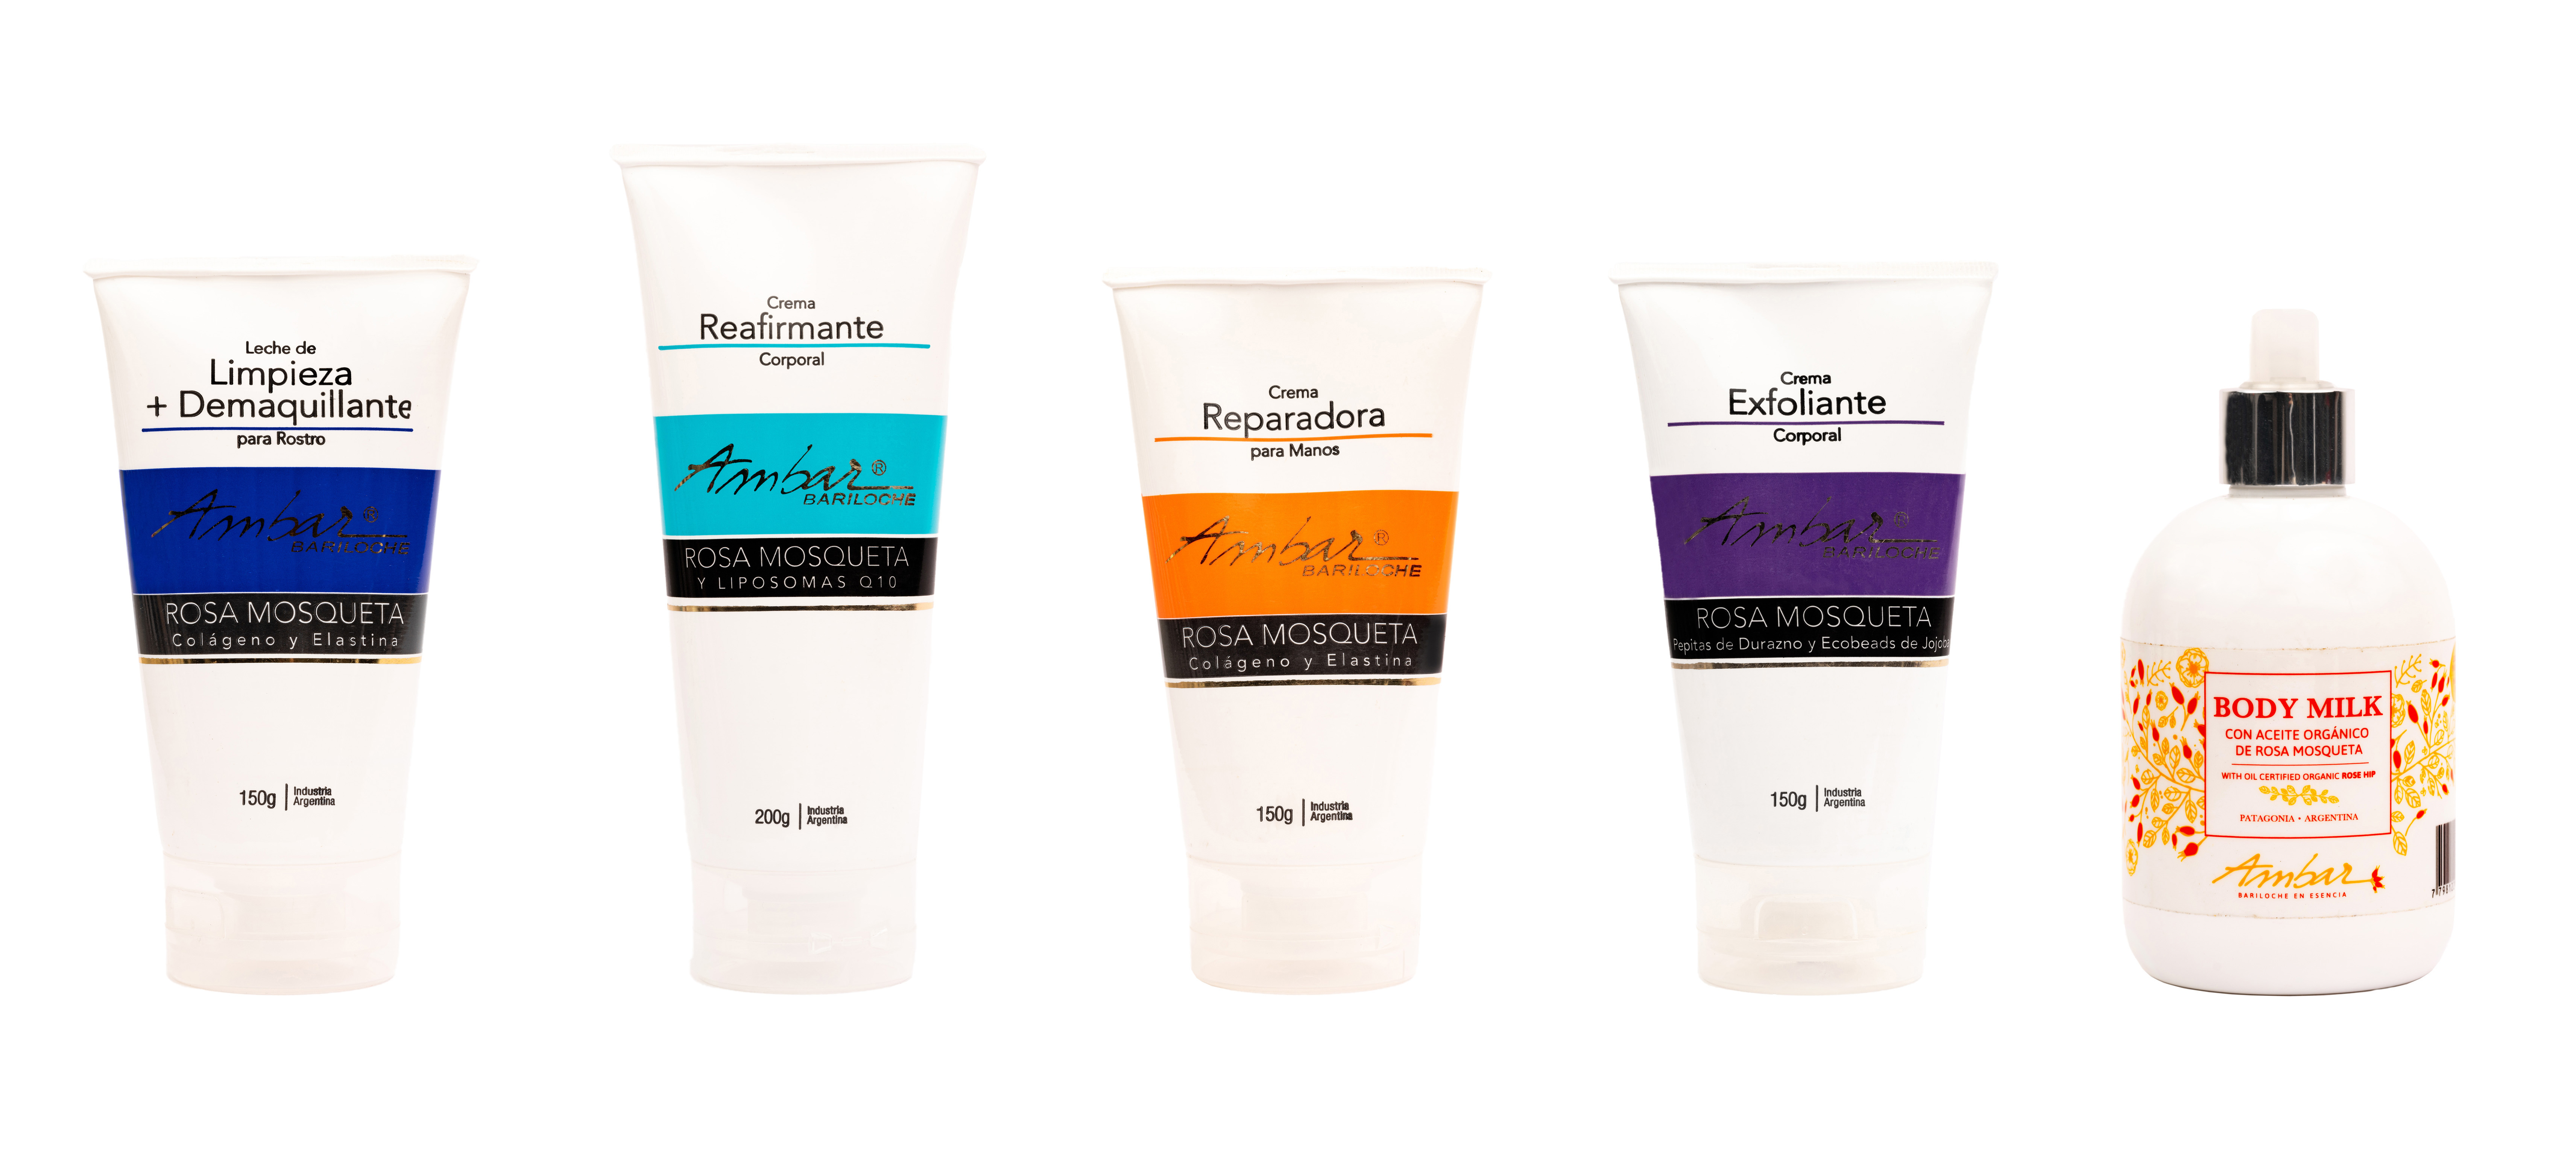 Leche de
Limpieza
+ Demaquillante
para Rostro
Ambar®
BARILOCHE
ROSA MOSQUETA
Colágeno y Elastina
150g | Industria
Argentina
Crema
Reafirmante
Corporal
Ambar®
BARILOCHE
ROSA MOSQUETA
Y LIPOSOMAS Q10
200g | Industria
Argentina
Crema
Reparadora
para Manos
Ambar®
BARILOCHE
ROSA MOSQUETA
Colágeno y Elastina
150g | Industria
Argentina
Crema
Exfoliante
Corporal
Ambar®
BARILOCHE
ROSA MOSQUETA
Pepitas de Durazno y Ecobeads de Jojoba
150g | Industria
Argentina
BODY MILK
CON ACEITE ORGÁNICO
DE ROSA MOSQUETA
WITH OIL CERTIFIED ORGANIC ROSE HIP
PATAGONIA • ARGENTINA
Ambar
BARILOCHE EN ESENCIA